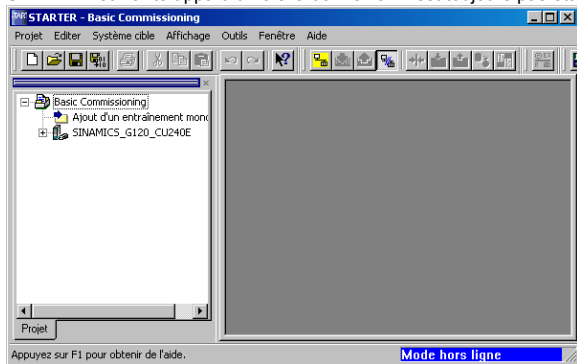 STARTER - Basic Commissioning
Projet Editer Système cible Affichage Outils Fenêtre Aide
Basic Commissioning
Ajout d'un entraînement mono
SINAMICS_G120_CU240E
Projet
Appuyez sur F1 pour obtenir de l'aide.
Mode hors ligne